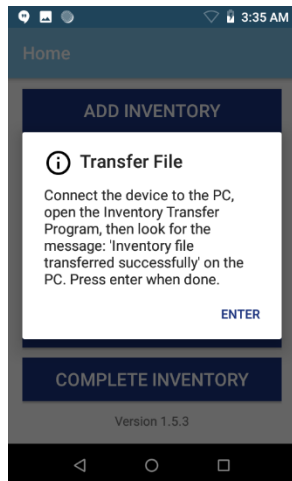 3:35 AM
Home
ADD INVENTORY
Transfer File
Connect the device to the PC,
open the Inventory Transfer
Program, then look for the
message: 'Inventory file
transferred successfully' on the
PC. Press enter when done.
ENTER
COMPLETE INVENTORY
Version 1.5.3